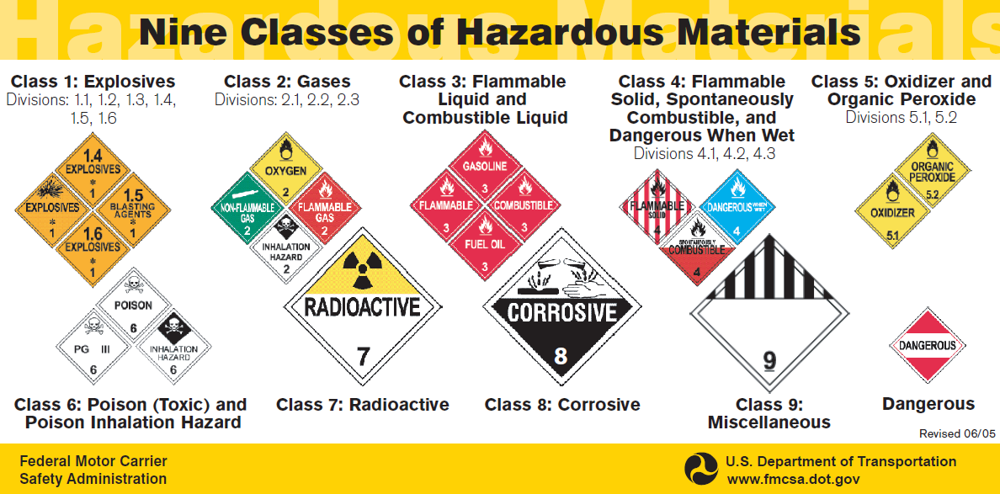 Hazardous Materials
Nine Classes of Hazardous Materials
Class 1: Explosives
Divisions: 1.1, 1.2, 1.3, 1.4,
1.5, 1.6
1.4
EXPLOSIVES
*
1
EXPLOSIVES
*
1
1.5
BLASTING
AGENTS
*
1
1.6
EXPLOSIVES
*
1
Class 2: Gases
Divisions: 2.1, 2.2, 2.3
OXYGEN
2
NON-FLAMMABLE
GAS
2
FLAMMABLE
GAS
2
INHALATION
HAZARD
2
Class 3: Flammable
Liquid and
Combustible Liquid
GASOLINE
3
FLAMMABLE
3
COMBUSTIBLE
3
FUEL OIL
3
Class 4: Flammable
Solid, Spontaneously
Combustible, and
Dangerous When Wet
Divisions 4.1, 4.2, 4.3
FLAMMABLE
SOLID
4
DANGEROUS WHEN
WET
4
SPONTANEOUSLY
COMBUSTIBLE
4
Class 5: Oxidizer and
Organic Peroxide
Divisions 5.1, 5.2
ORGANIC
PEROXIDE
5.2
OXIDIZER
5.1
POISON
6
PG III
6
INHALATION
HAZARD
6
Class 6: Poison (Toxic) and
Poison Inhalation Hazard
RADIOACTIVE
7
Class 7: Radioactive
CORROSIVE
8
Class 8: Corrosive
9
Class 9:
Miscellaneous
DANGEROUS
Dangerous
Revised 06/05
Federal Motor Carrier
Safety Administration
U.S. Department of Transportation
www.fmcsa.dot.gov